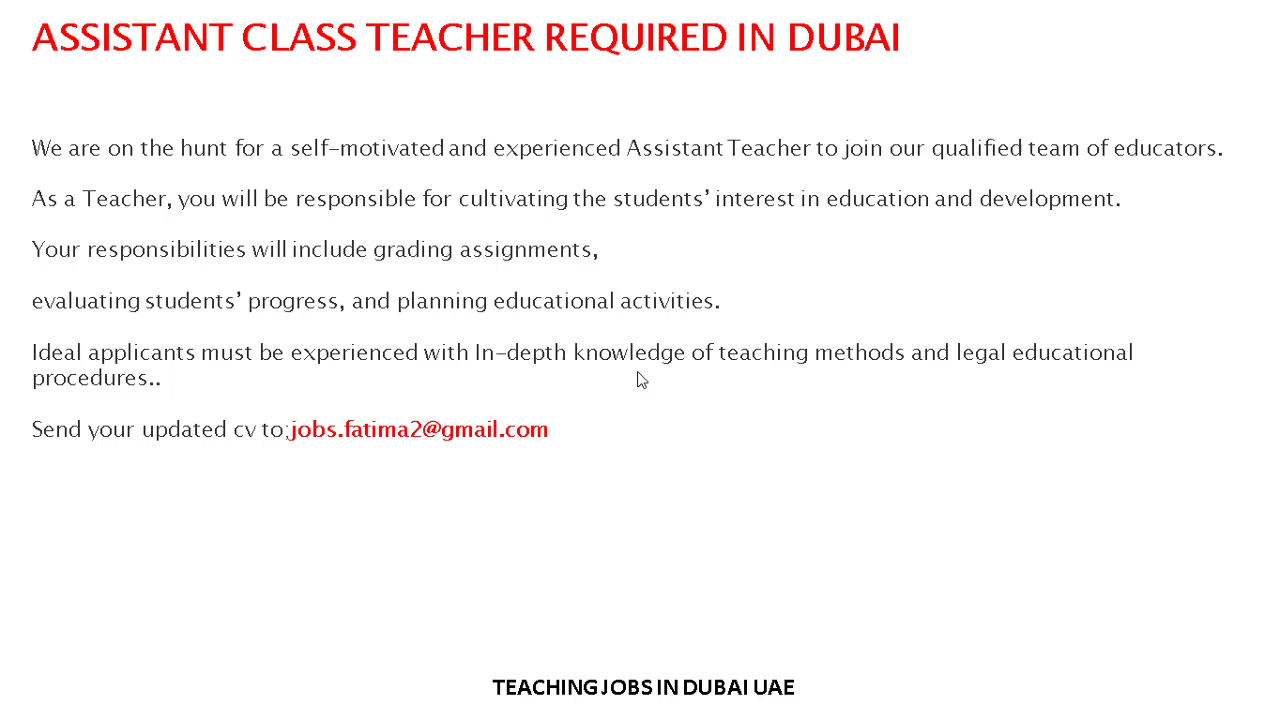 ASSISTANT CLASS TEACHER REQUIRED IN DUBAI
We are on the hunt for a self-motivated and experienced Assistant Teacher to join our qualified team of educators.
As a Teacher, you will be responsible for cultivating the students’ interest in education and development.
Your responsibilities will include grading assignments,
evaluating students’ progress, and planning educational activities.
Ideal applicants must be experienced with In-depth knowledge of teaching methods and legal educational
procedures..
Send your updated cv to;jobs.fatima2@gmail.com
TEACHING JOBS IN DUBAI UAE